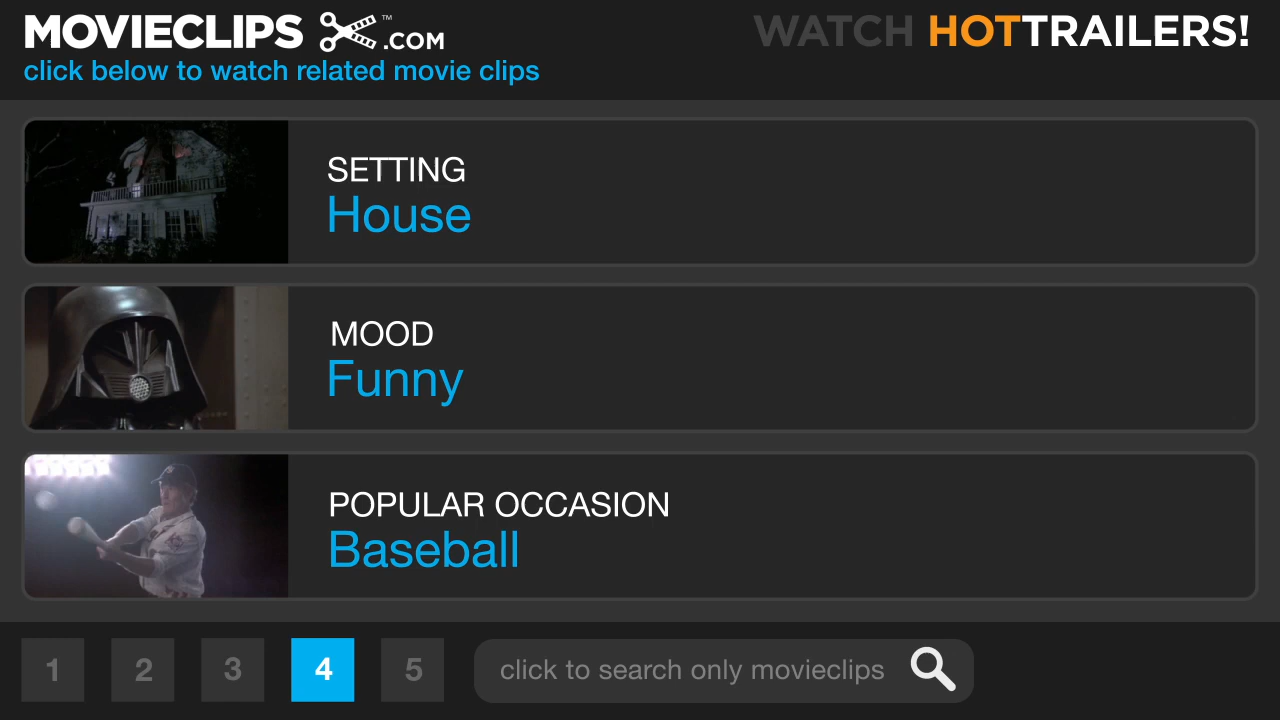 MOVIECLIPS ™ .COM
WATCH HOTTRAILERS!
click below to watch related movie clips
SETTING
House
MOOD
Funny
POPULAR OCCASION
Baseball
1 2 3 4 5
click to search only movieclips